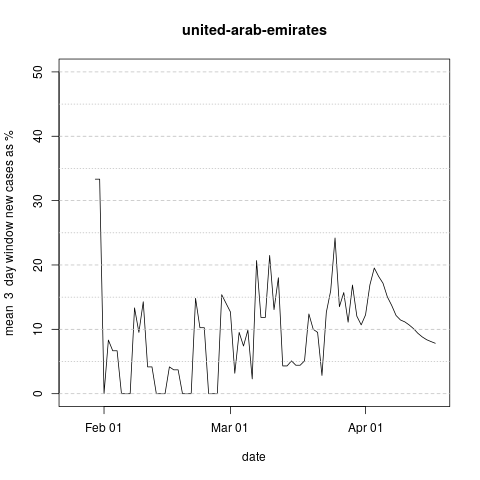 united-arab-emirates
mean  3  day window new cases as %
50
40
30
20
10
0
Feb 01
Mar 01
Apr 01
date